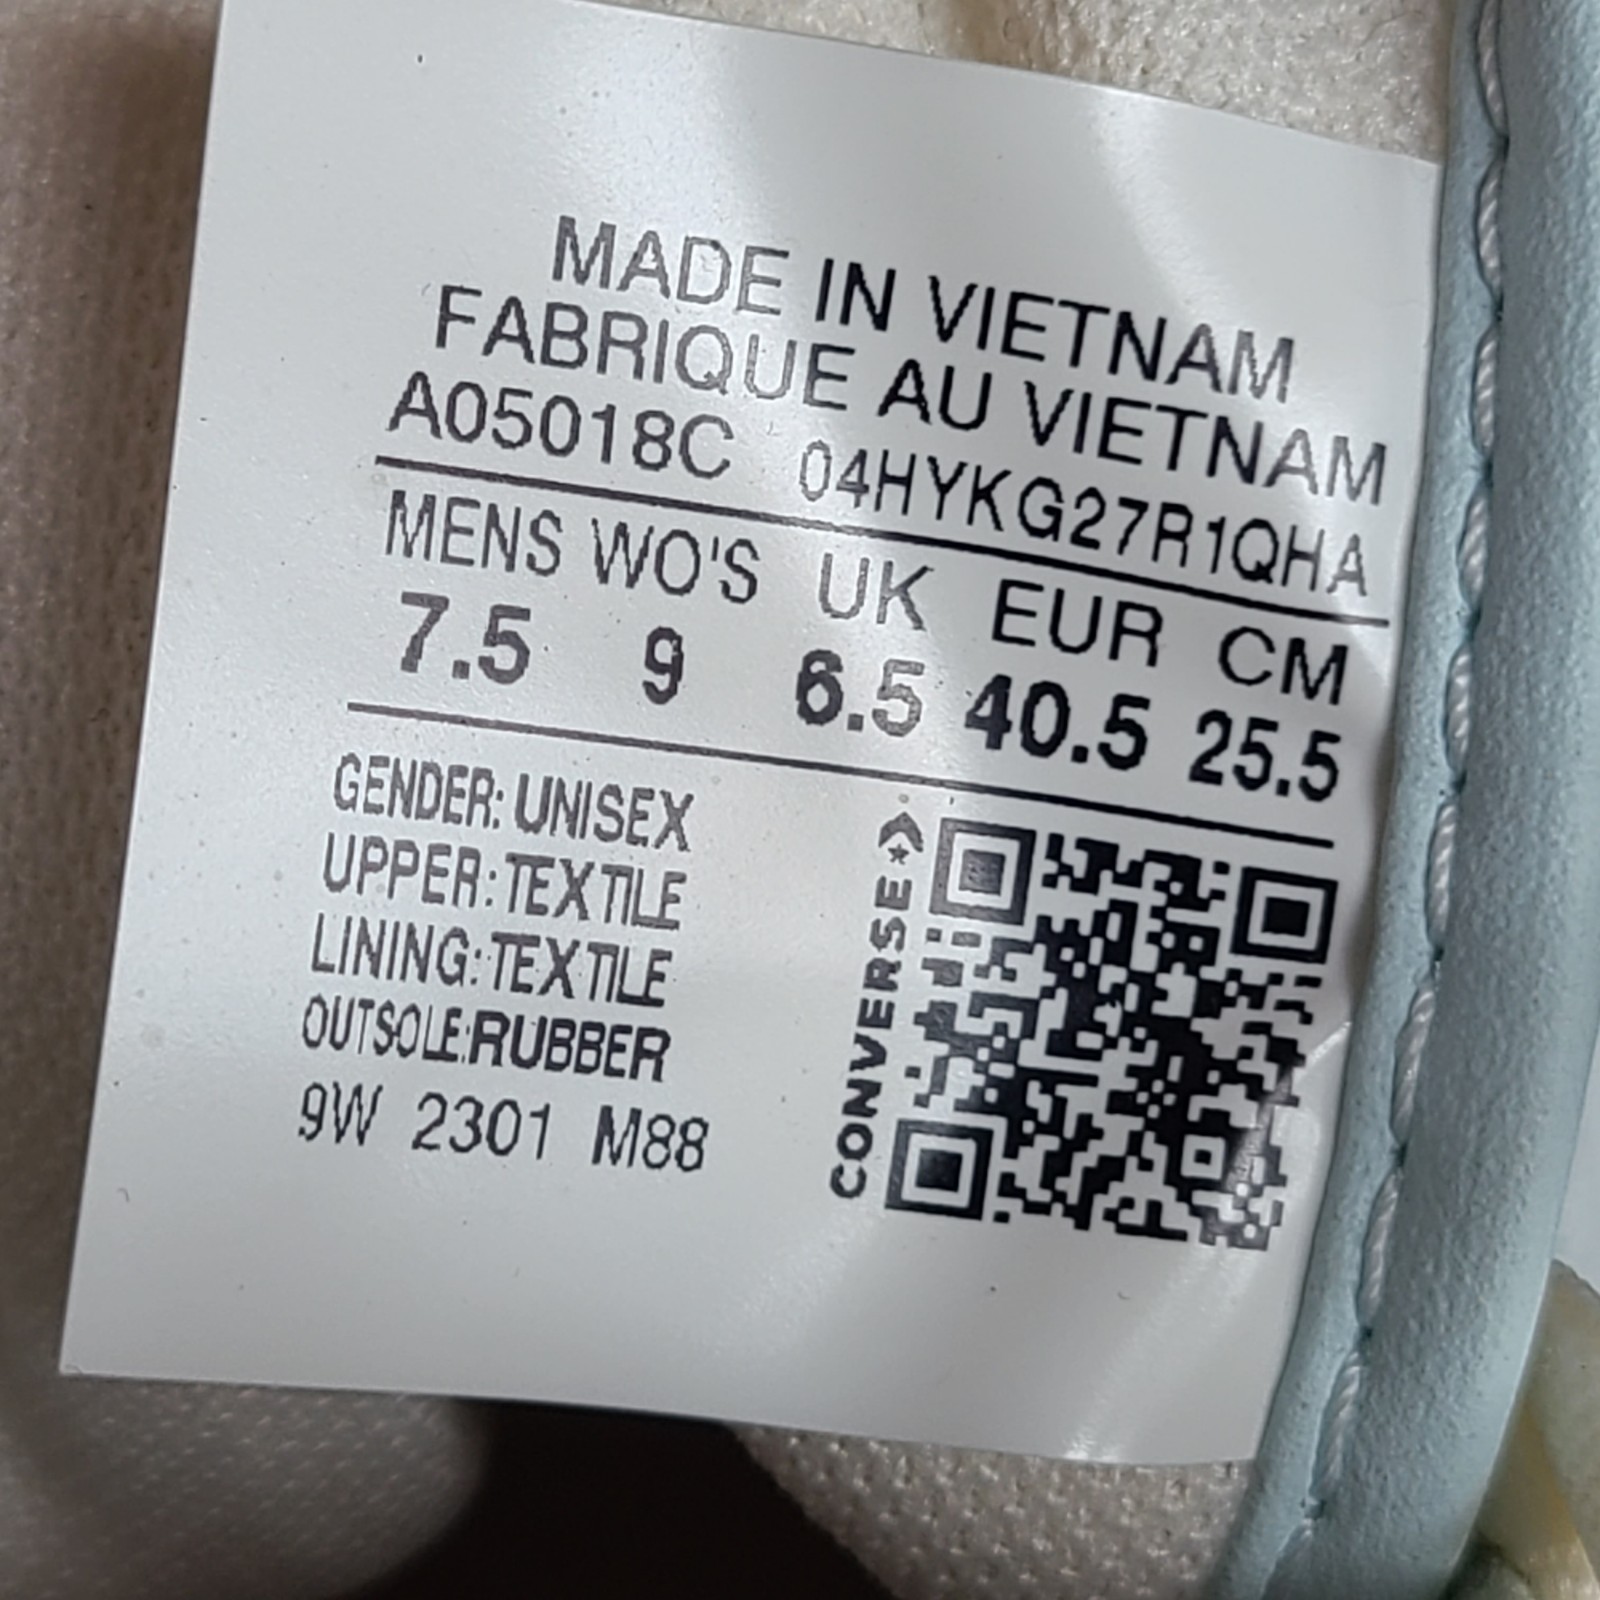 MADE IN VIETNAM
FABRIQUE AU VIETNAM
A05018C 04HYKG27R1QHA
MENS WO'S UK EUR CM
7.5 9 6.5 40.5 25.5
GENDER: UNISEX
UPPER: TEXTILE
LINING: TEXTILE
OUTSOLE: RUBBER
9W 2301 M88
CONVERSE